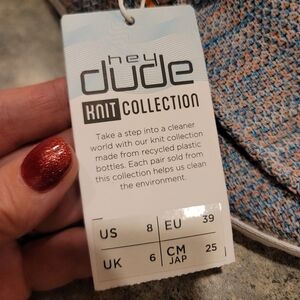 hey
dude
KNIT COLLECTION
Take a step into a cleaner
world with our knit collection
made from recycled plastic
bottles. Each pair sold from
this collection helps us clean
the environment.
US 8 EU 39
UK 6 CM JAP 25